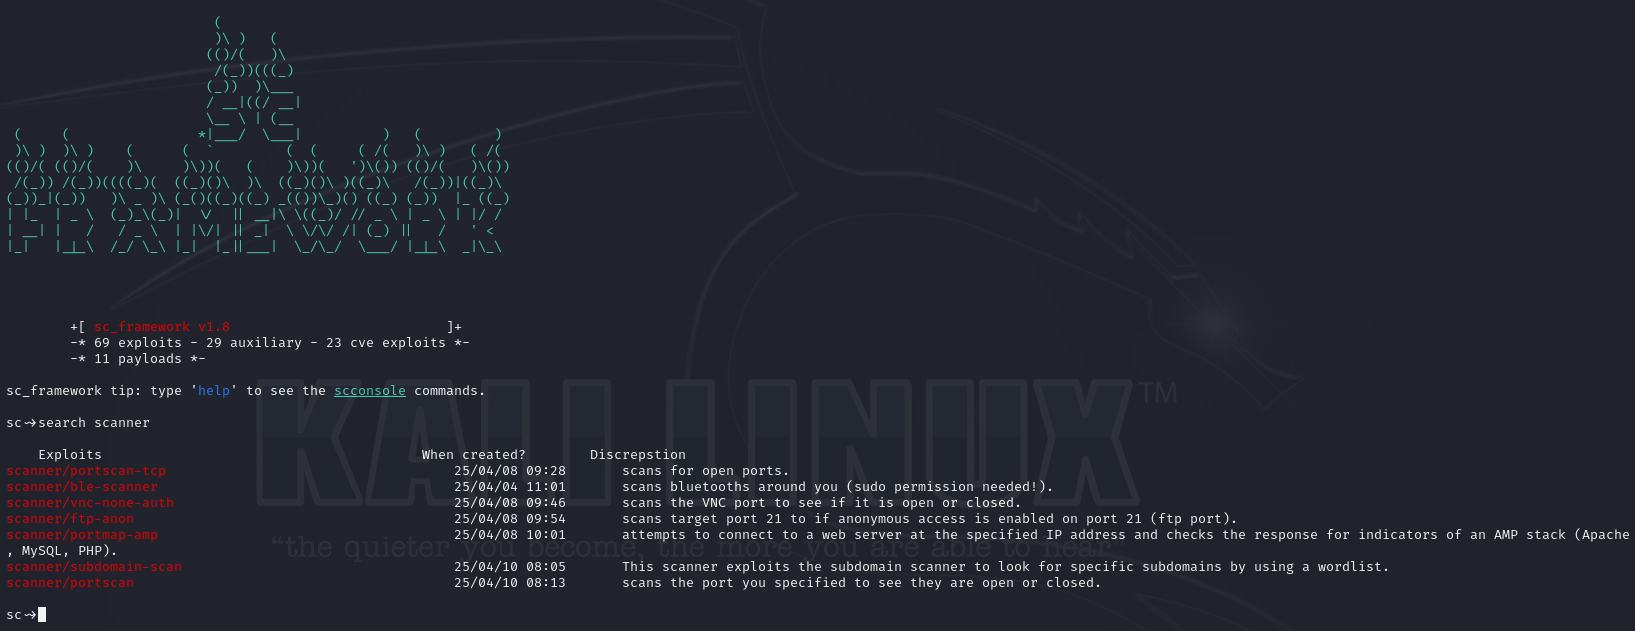 SC
FRAMEWORK
+[ sc_framework v1.8 ]+
-* 69 exploits - 29 auxiliary - 23 cve exploits *-
-* 11 payloads *-
sc_framework tip: type 'help' to see the scconsole commands.
sc->search scanner
Exploits When created? Discrepstion
scanner/portscan-tcp 25/04/08 09:28 scans for open ports.
scanner/ble-scanner 25/04/04 11:01 scans bluetooths around you (sudo permission needed!).
scanner/vnc-none-auth 25/04/08 09:46 scans the VNC port to see if it is open or closed.
scanner/ftp-anon 25/04/08 09:54 scans target port 21 to if anonymous access is enabled on port 21 (ftp port).
scanner/portmap-amp 25/04/08 10:01 attempts to connect to a web server at the specified IP address and checks the response for indicators of an AMP stack (Apache
, MySQL, PHP).
scanner/subdomain-scan 25/04/10 08:05 This scanner exploits the subdomain scanner to look for specific subdomains by using a wordlist.
scanner/portscan 25/04/10 08:13 scans the port you specified to see they are open or closed.
sc->
KALI LINUX™
“the quieter you become, the more you are able to hear